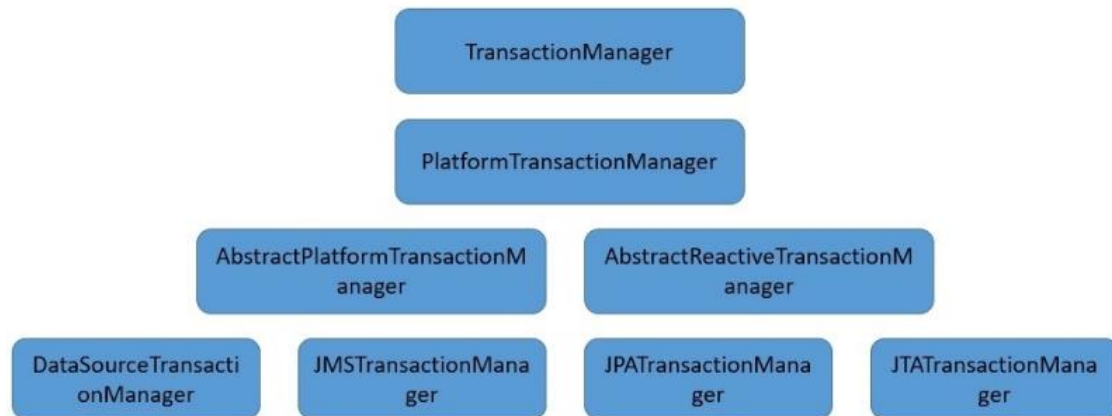 TransactionManager
PlatformTransactionManager
AbstractPlatformTransactionM
anager
AbstractReactiveTransactionM
anager
DataSourceTransacti
onManager
JMSTransactionMana
ger
JPATransactionMana
ger
JTATransactionMana
ger